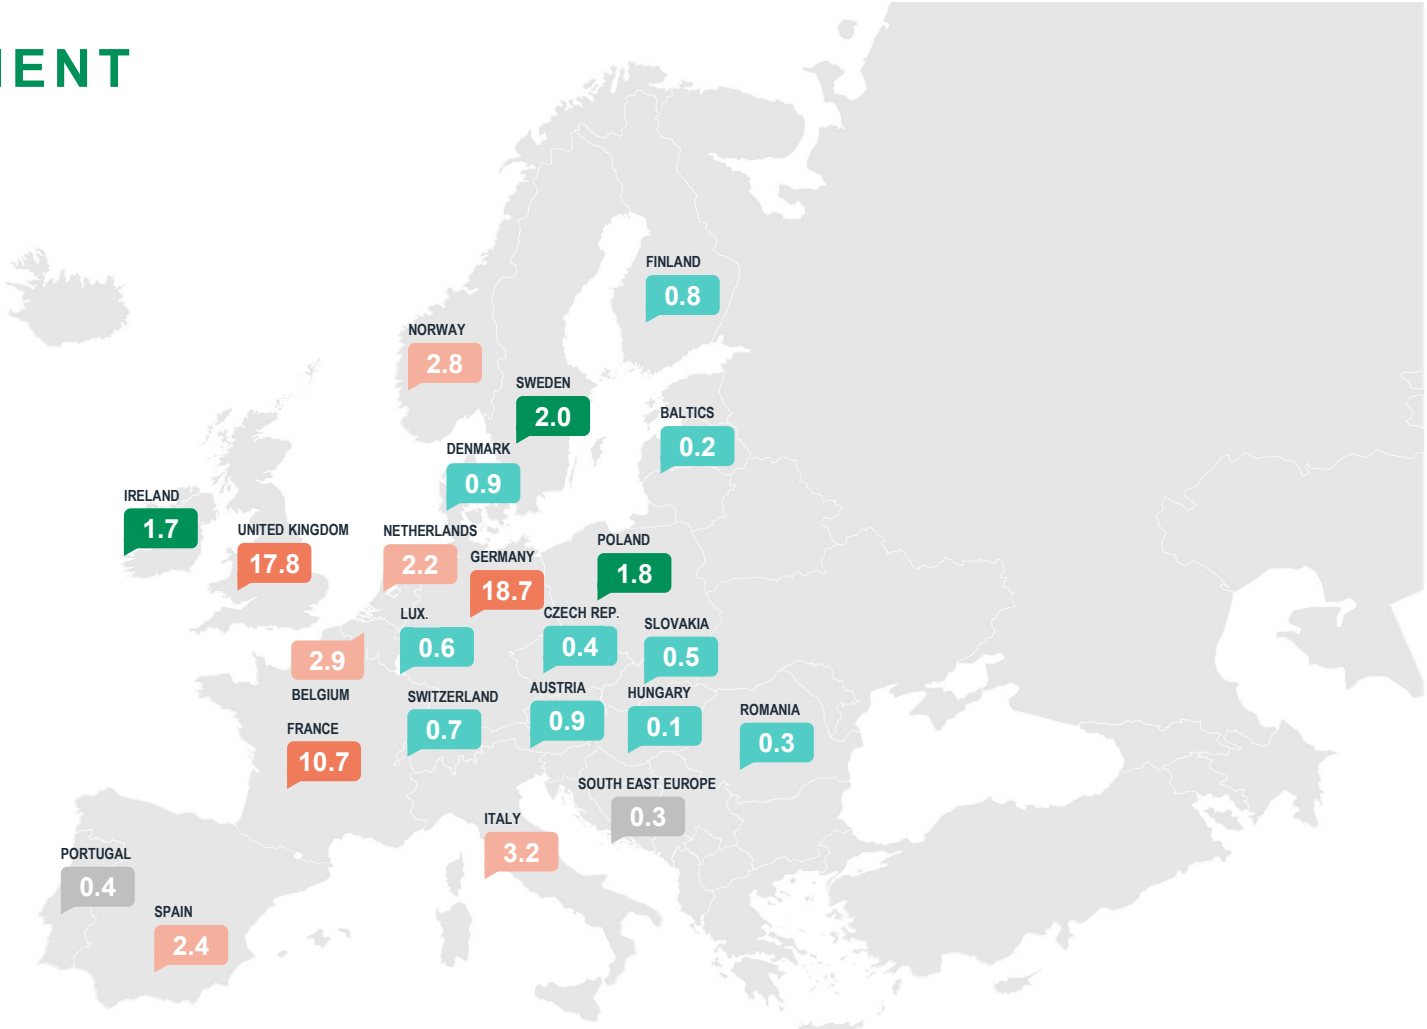 MENT
FINLAND
0.8
NORWAY
2.8
SWEDEN
2.0
BALTICS
0.2
DENMARK
0.9
IRELAND
1.7
UNITED KINGDOM
17.8
NETHERLANDS
2.2
GERMANY
18.7
POLAND
1.8
LUX.
0.6
CZECH REP.
0.4
SLOVAKIA
0.5
2.9
BELGIUM
SWITZERLAND
0.7
AUSTRIA
0.9
HUNGARY
0.1
ROMANIA
0.3
FRANCE
10.7
SOUTH EAST EUROPE
0.3
ITALY
3.2
PORTUGAL
0.4
SPAIN
2.4